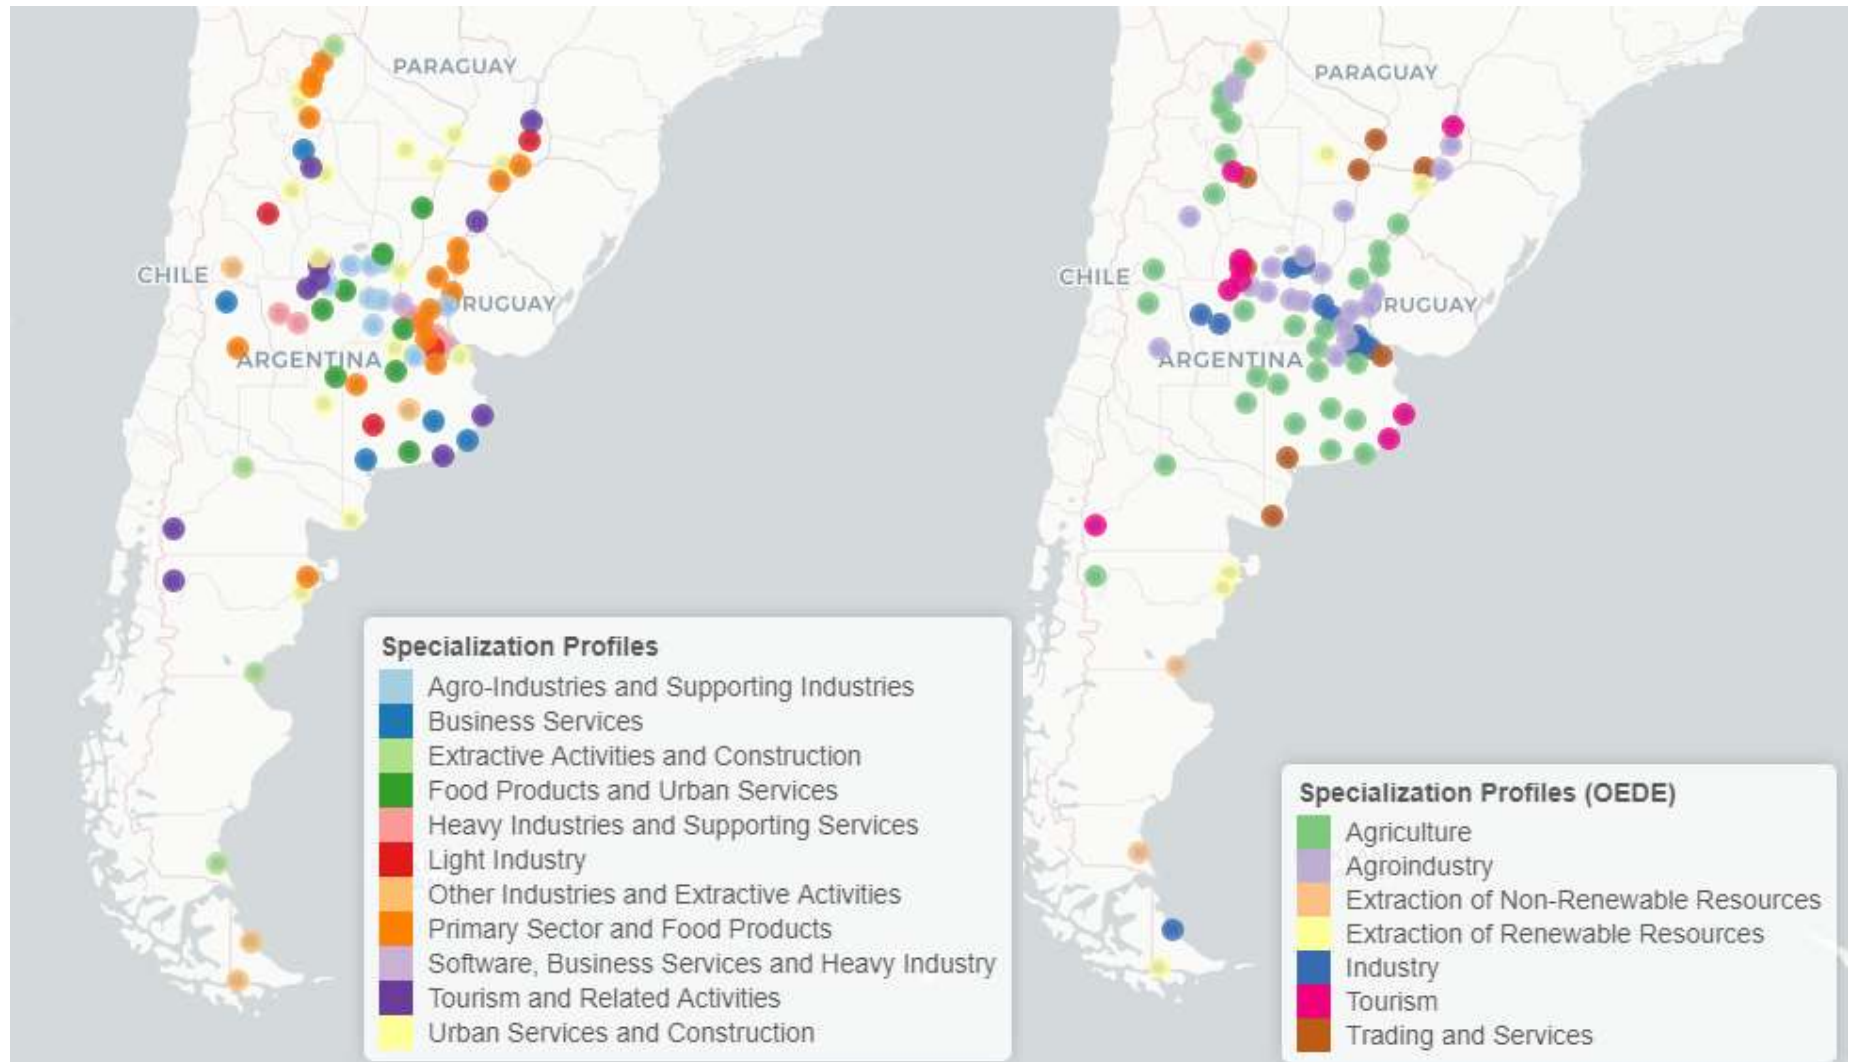 PARAGUAY
CHILE
URUGUAY
ARGENTINA
Specialization Profiles
Agro-Industries and Supporting Industries
Business Services
Extractive Activities and Construction
Food Products and Urban Services
Heavy Industries and Supporting Services
Light Industry
Other Industries and Extractive Activities
Primary Sector and Food Products
Software, Business Services and Heavy Industry
Tourism and Related Activities
Urban Services and Construction
PARAGUAY
CHILE
URUGUAY
ARGENTINA
Specialization Profiles (OEDE)
Agriculture
Agroindustry
Extraction of Non-Renewable Resources
Extraction of Renewable Resources
Industry
Tourism
Trading and Services